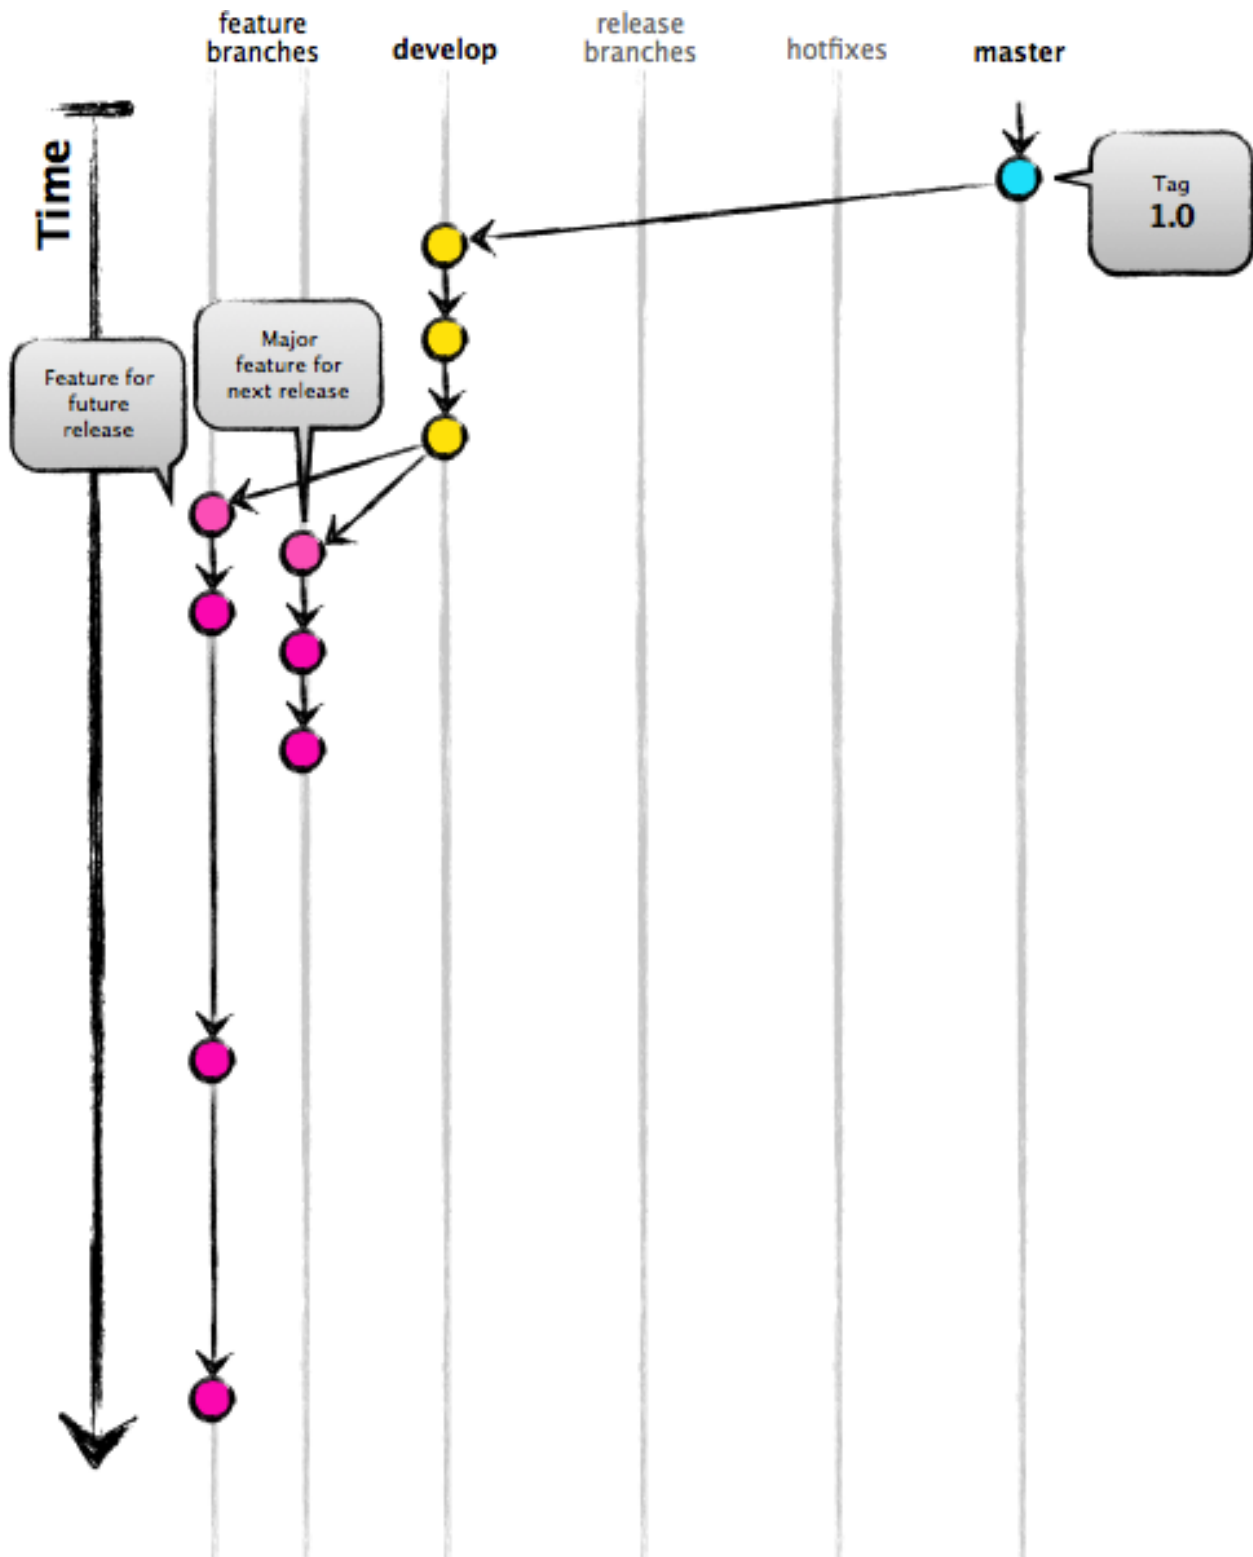 feature
branches
develop
release
branches
hotfixes
master
Time
Tag
1.0
Major
feature for
next release
Feature for
future
release